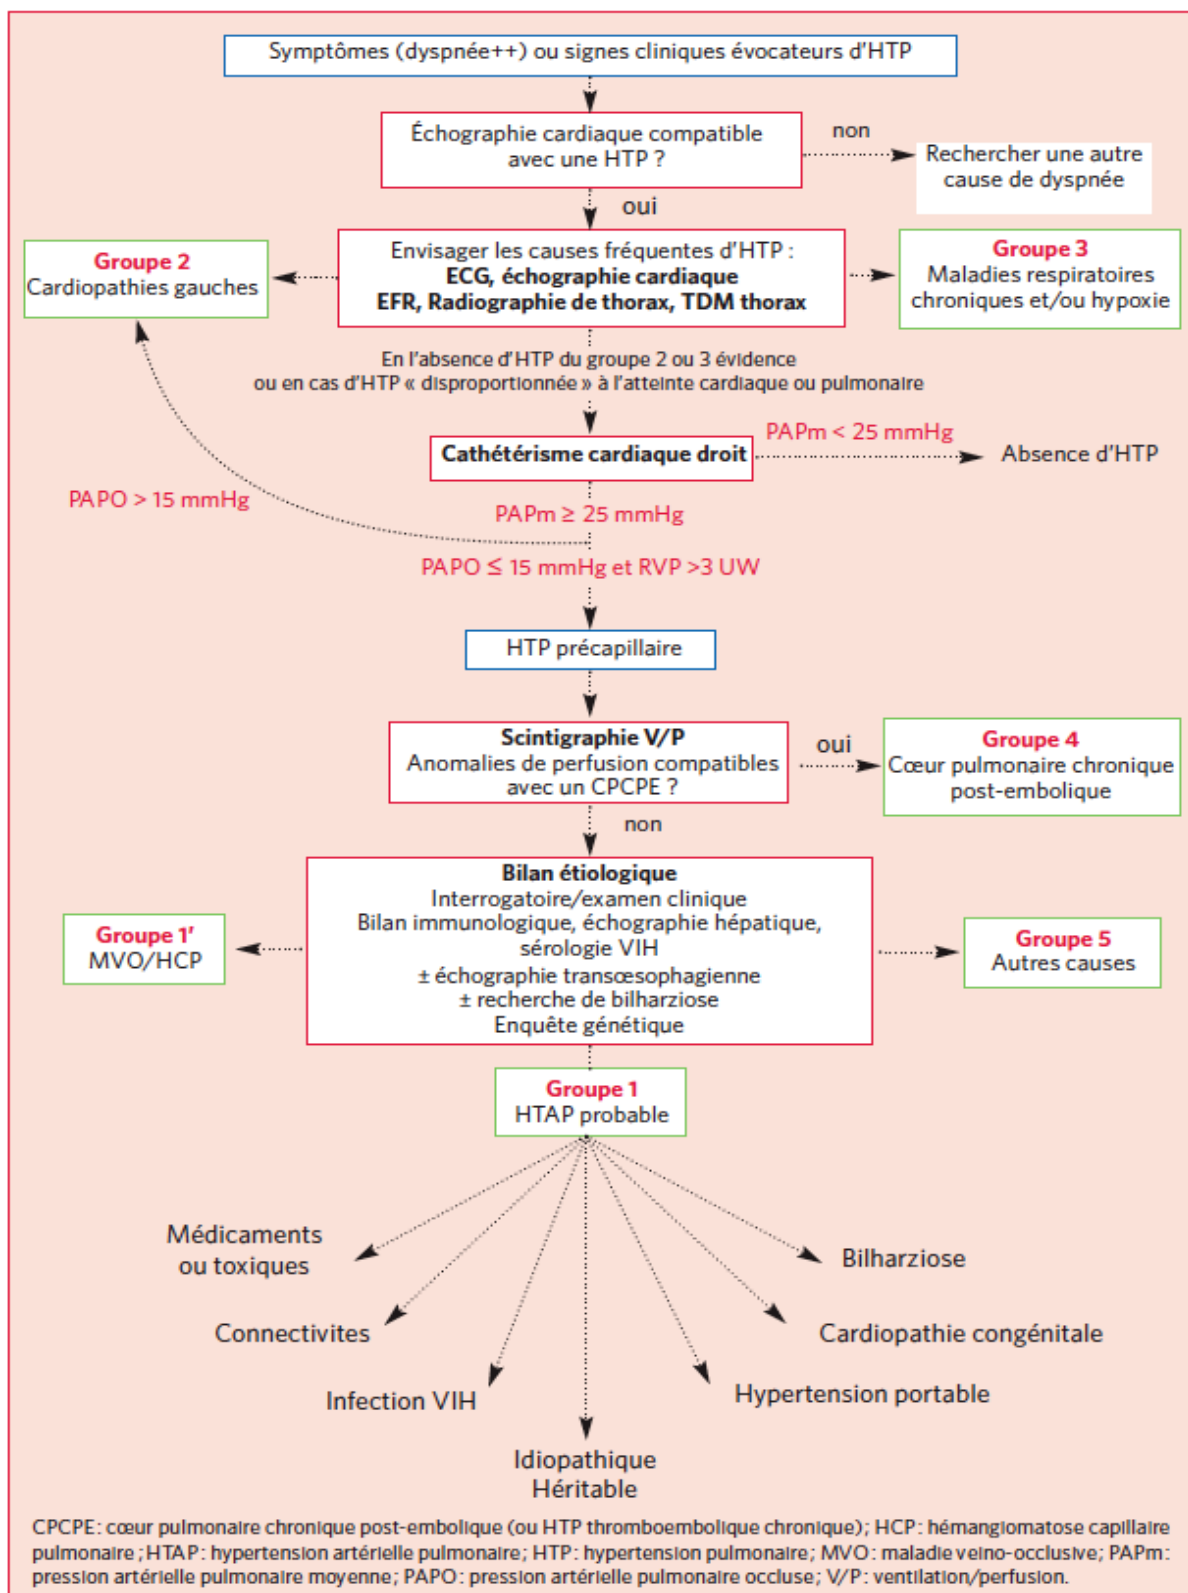 Symptômes (dyspnée++) ou signes cliniques évocateurs d'HTP
Échographie cardiaque compatible
avec une HTP ?
non
Rechercher une autre
cause de dyspnée
oui
Groupe 2
Cardiopathies gauches
Envisager les causes fréquentes d'HTP :
ECG, échographie cardiaque
EFR, Radiographie de thorax, TDM thorax
Groupe 3
Maladies respiratoires
chroniques et/ou hypoxie
En l'absence d'HTP du groupe 2 ou 3 évidence
ou en cas d'HTP « disproportionnée » à l'atteinte cardiaque ou pulmonaire
Cathétérisme cardiaque droit
PAPm < 25 mmHg
Absence d'HTP
PAPO > 15 mmHg
PAPm ≥ 25 mmHg
PAPO ≤ 15 mmHg et RVP >3 UW
HTP précapillaire
Scintigraphie V/P
Anomalies de perfusion compatibles
avec un CPCPE ?
oui
Groupe 4
Cœur pulmonaire chronique
post-embolique
non
Bilan étiologique
Interrogatoire/examen clinique
Bilan immunologique, échographie hépatique,
sérologie VIH
± échographie transœsophagienne
± recherche de bilharziose
Enquête génétique
Groupe 1'
MVO/HCP
Groupe 5
Autres causes
Groupe 1
HTAP probable
Médicaments
ou toxiques
Bilharziose
Connectivites
Cardiopathie congénitale
Infection VIH
Hypertension portable
Idiopathique
Héritable
CPCPE : cœur pulmonaire chronique post-embolique (ou HTP thromboembolique chronique) ; HCP : hémangiomatose capillaire
pulmonaire ; HTAP : hypertension artérielle pulmonaire ; HTP : hypertension pulmonaire ; MVO : maladie veino-occlusive ; PAPm :
pression artérielle pulmonaire moyenne ; PAPO : pression artérielle pulmonaire occluse ; V/P : ventilation/perfusion.